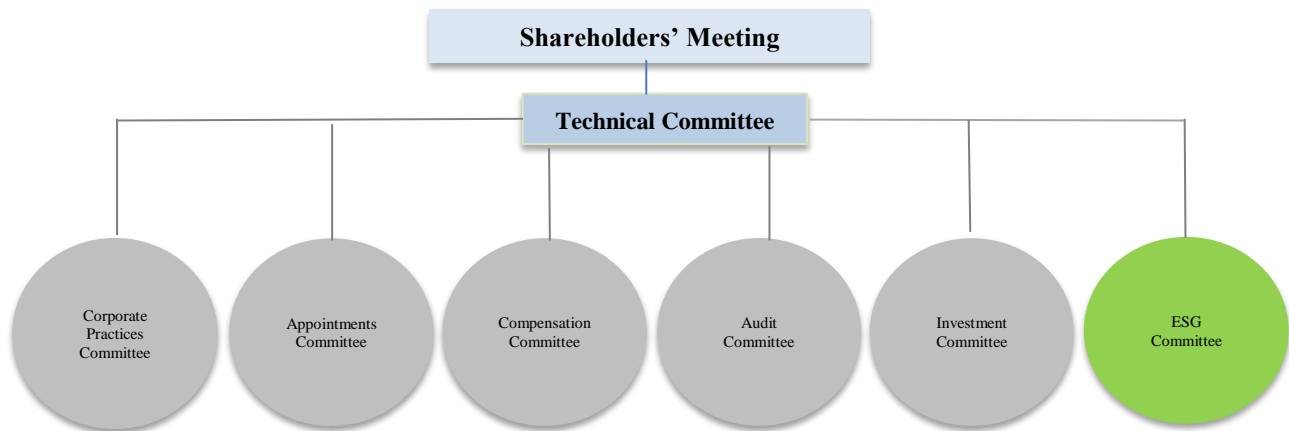 Shareholders’ Meeting
Technical Committee
Corporate
Practices
Committee
Appointments
Committee
Compensation
Committee
Audit
Committee
Investment
Committee
ESG
Committee